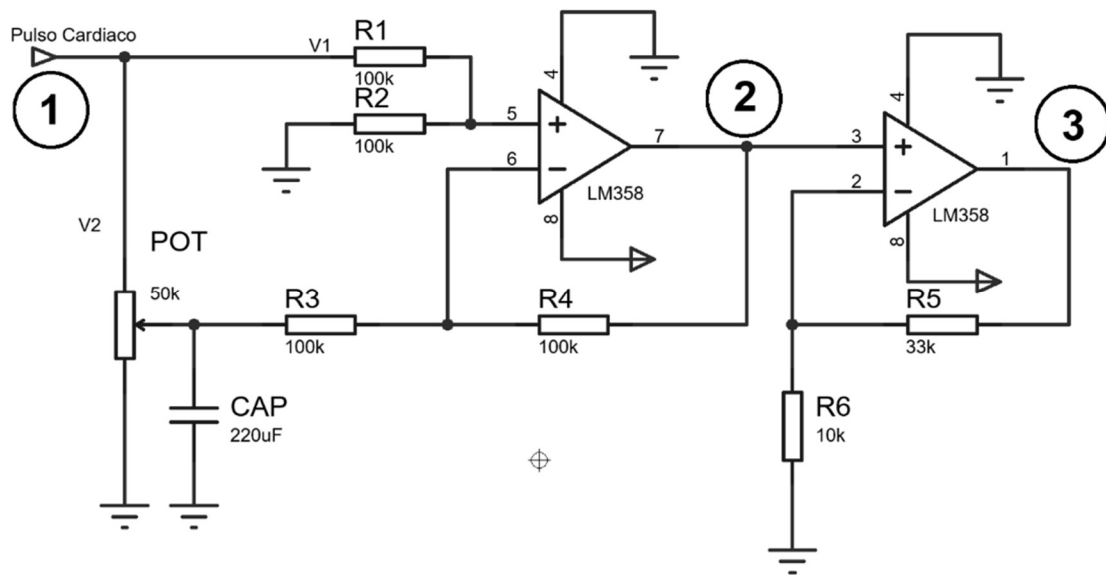 Pulso Cardiaco
1
V1
R1
100k
R2
100k
4
5
6
7
8
LM358
2
4
3
2
1
8
LM358
3
V2
POT
50k
R3
100k
R4
100k
R5
33k
CAP
220uF
R6
10k